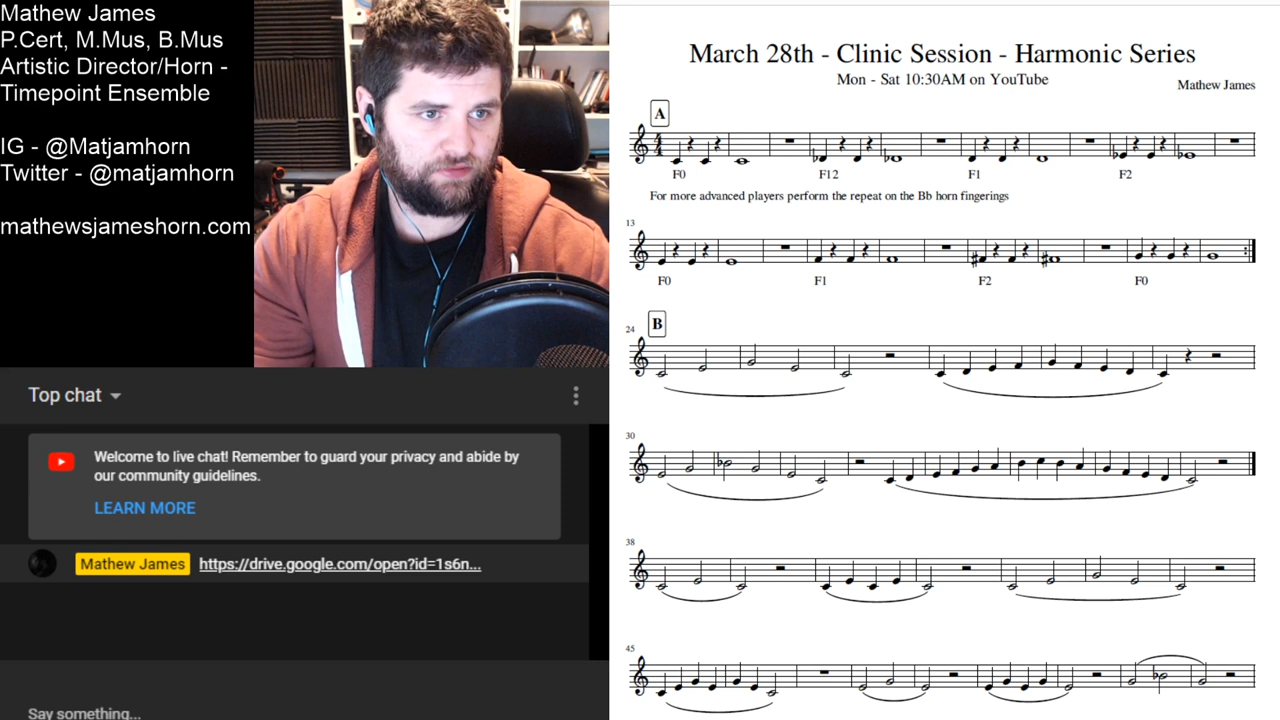 Mathew James
P.Cert, M.Mus, B.Mus
Artistic Director/Horn -
Timepoint Ensemble
IG - @Matjamhorn
Twitter - @matjamhorn
mathewsjameshorn.com
Top chat
Welcome to live chat! Remember to guard your privacy and abide by
our community guidelines.
LEARN MORE
Mathew James https://drive.google.com/open?id=1s6n...
Say something...
March 28th - Clinic Session - Harmonic Series
Mon - Sat 10:30AM on YouTube
Mathew James
A
F0 F12 F1 F2
For more advanced players perform the repeat on the Bb horn fingerings
13
F0 F1 F2 F0
24
B
30
38
45